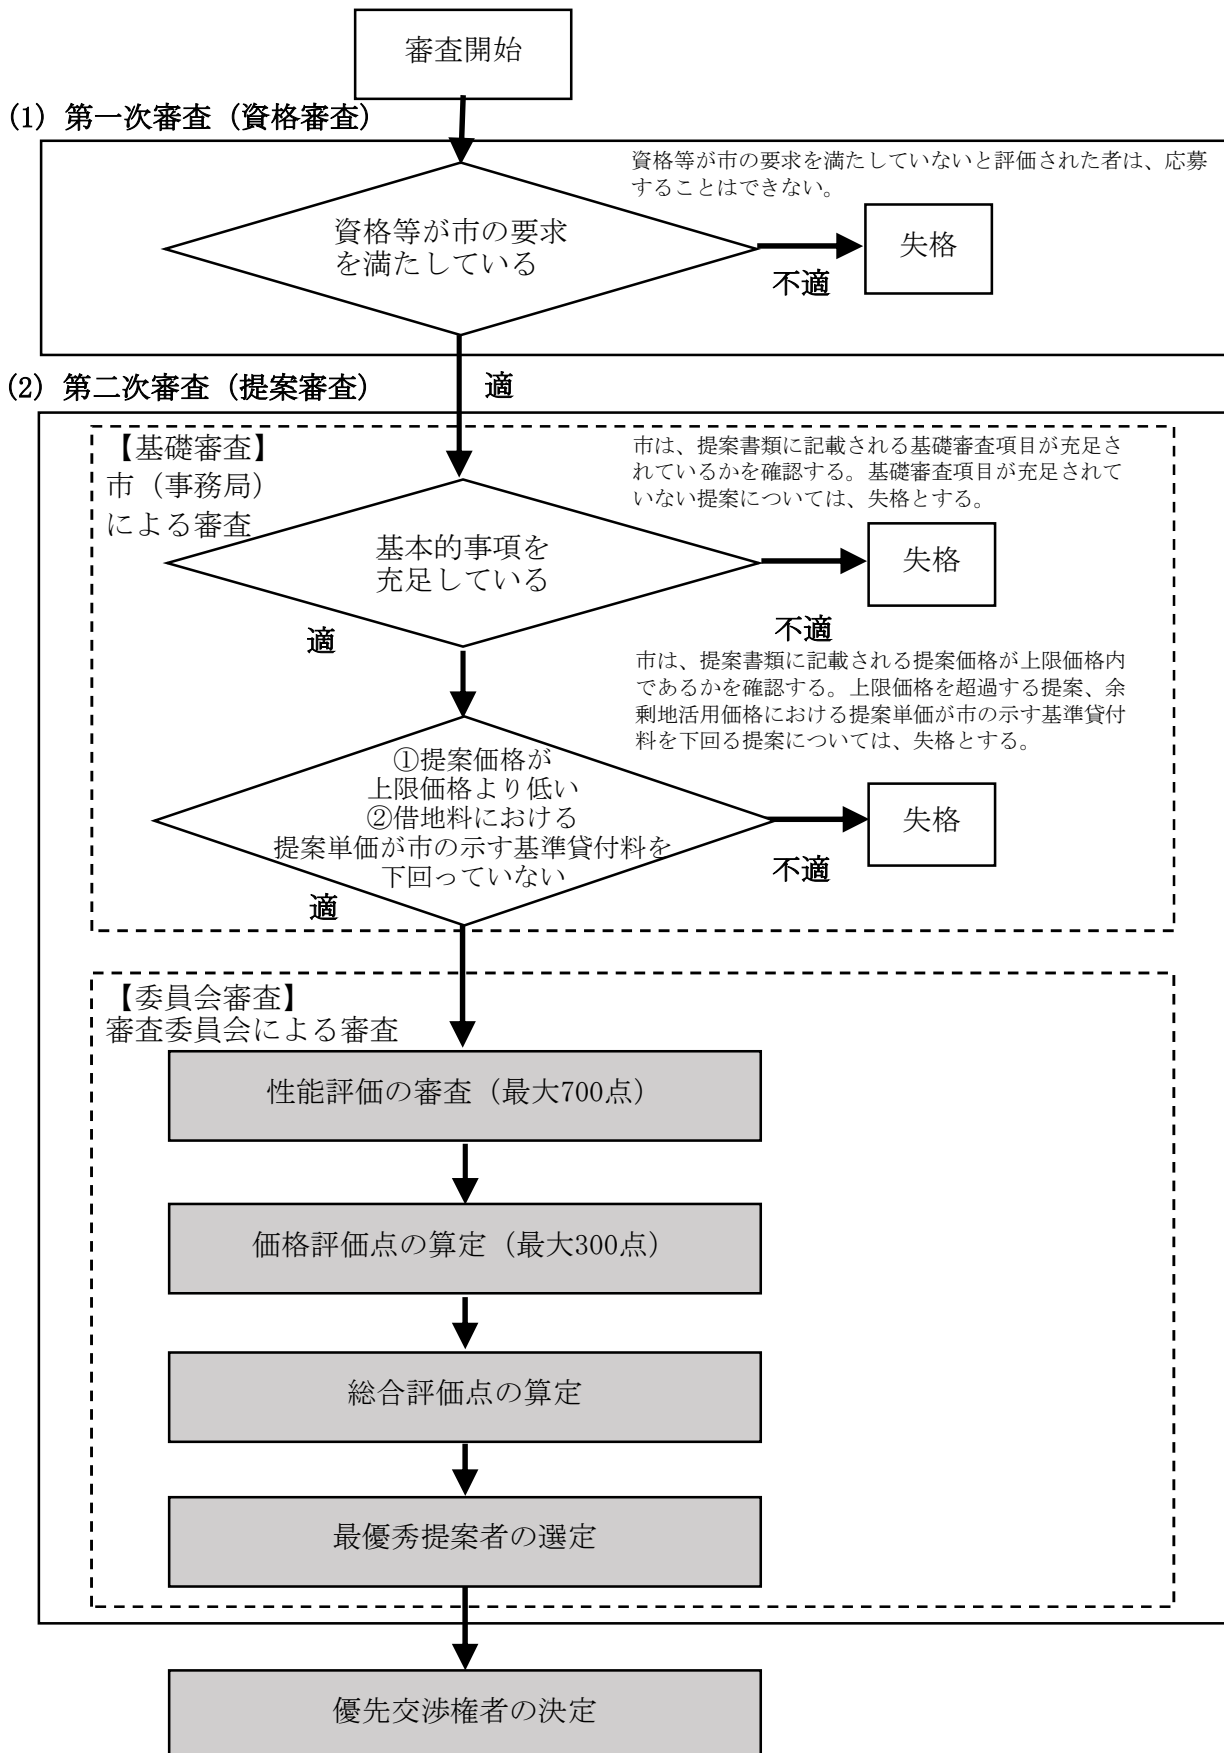 審査開始
(1) 第一次審査（資格審査）
資格等が市の要求を満たしていないと評価された者は、応募
することはできない。
資格等が市の要求
を満たしている
失格
不適
(2) 第二次審査（提案審査）
適
【基礎審査】
市（事務局）
による審査
市は、提案書類に記載される基礎審査項目が充足さ
れているかを確認する。基礎審査項目が充足されて
いない提案については、失格とする。
基本的事項を
充足している
失格
適
不適
市は、提案書類に記載される提案価格が上限価格内
であるかを確認する。上限価格を超過する提案、余
剰地活用価格における提案単価が市の示す基準貸付
料を下回る提案については、失格とする。
①提案価格が
上限価格より低い
②借地料における
提案単価が市の示す基準貸付料を
下回っていない
失格
不適
適
【委員会審査】
審査委員会による審査
性能評価の審査（最大700点）
価格評価点の算定（最大300点）
総合評価点の算定
最優秀提案者の選定
優先交渉権者の決定